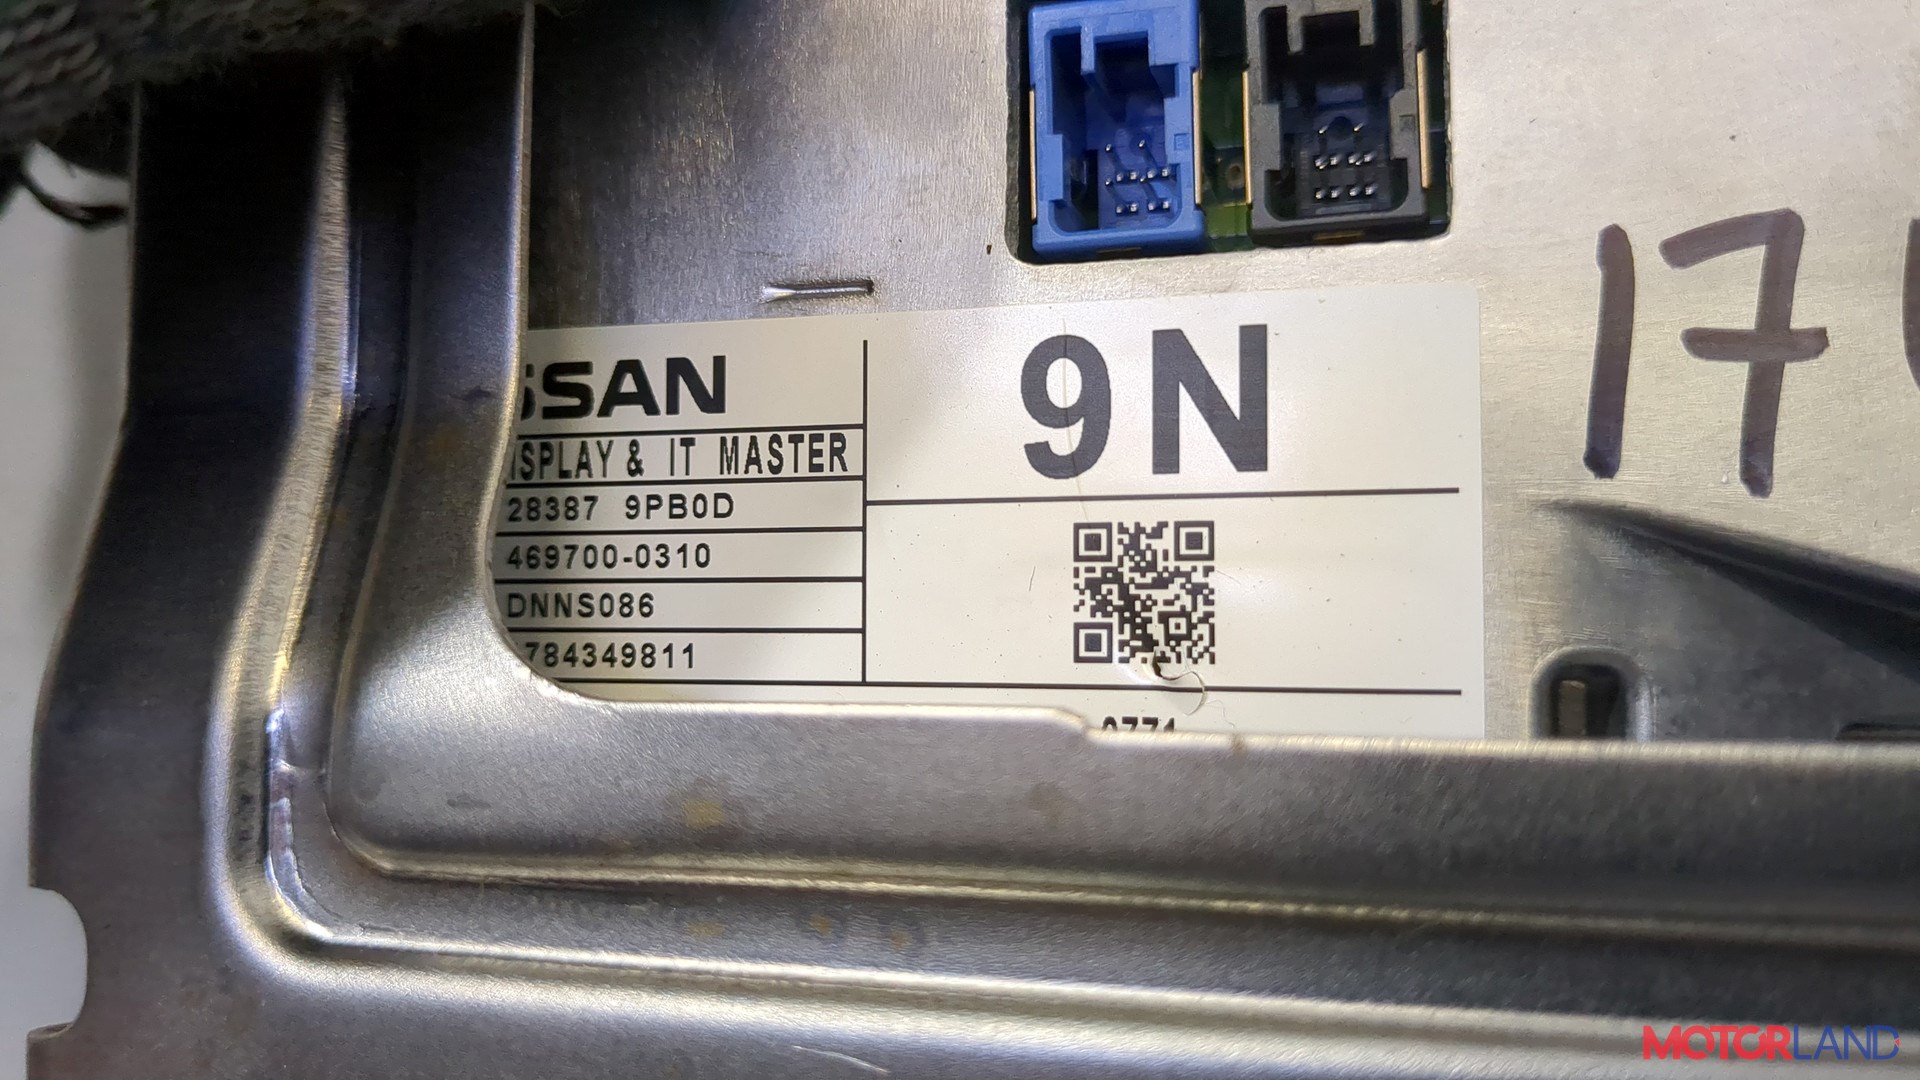 SSAN
ISPLAY & IT MASTER
28387 9PB0D
469700-0310
DNNS086
784349811
9N
17
MOTORLAND